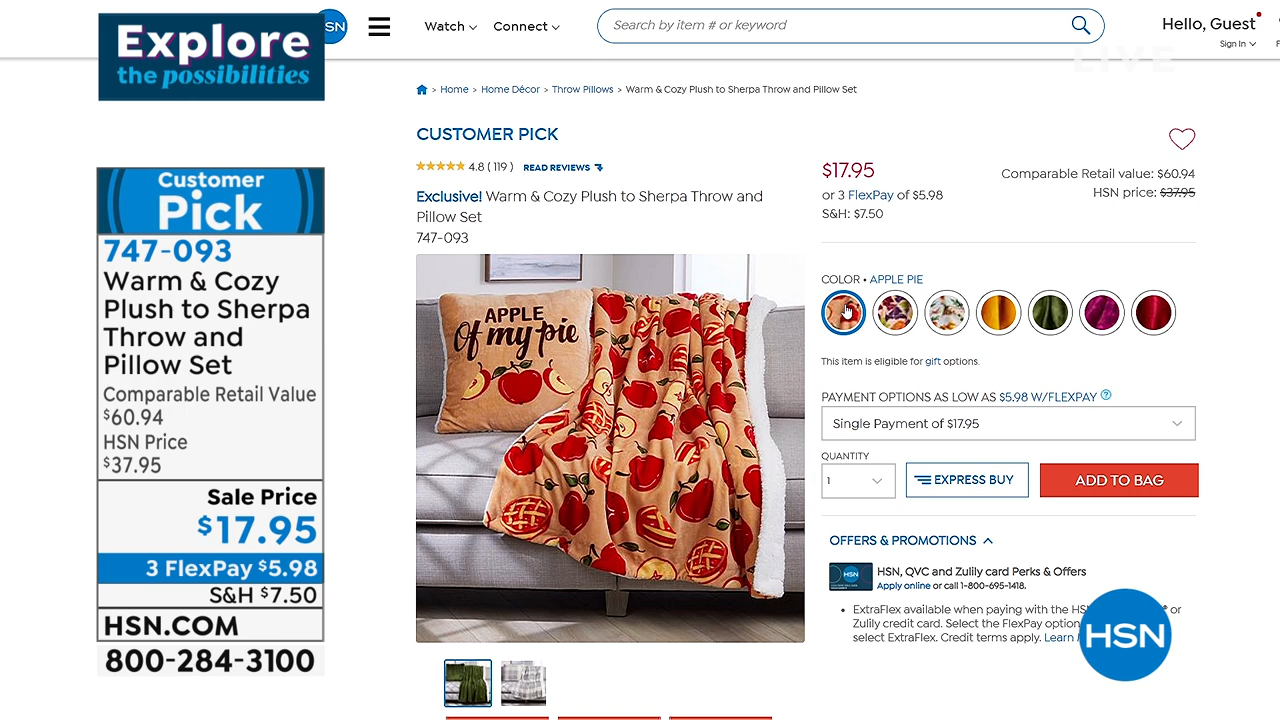 Explore
the possibilities
HSN
Watch
Connect
Search by item # or keyword
Hello, Guest
Sign In
LIVE
Home > Home Décor > Throw Pillows > Warm & Cozy Plush to Sherpa Throw and Pillow Set
CUSTOMER PICK
4.8 ( 119 ) READ REVIEWS
Exclusive! Warm & Cozy Plush to Sherpa Throw and
Pillow Set
747-093
APPLE
Of my pie
$17.95
or 3 FlexPay of $5.98
S&H: $7.50
Comparable Retail value: $60.94
HSN price: $37.95
COLOR • APPLE PIE
This item is eligible for gift options.
PAYMENT OPTIONS AS LOW AS $5.98 W/FLEXPAY ?
Single Payment of $17.95
QUANTITY
1
EXPRESS BUY
ADD TO BAG
OFFERS & PROMOTIONS
HSN
HSN, QVC and Zulily card Perks & Offers
Apply online or call 1-800-695-1418.
• ExtraFlex available when paying with the or
Zulily credit card. Select the FlexPay
select ExtraFlex. Credit terms apply. Learn
HSN
Customer
Pick
747-093
Warm & Cozy
Plush to Sherpa
Throw and
Pillow Set
Comparable Retail Value
$60.94
HSN Price
$37.95
Sale Price
$17.95
3 FlexPay $5.98
S&H $7.50
HSN.COM
800-284-3100